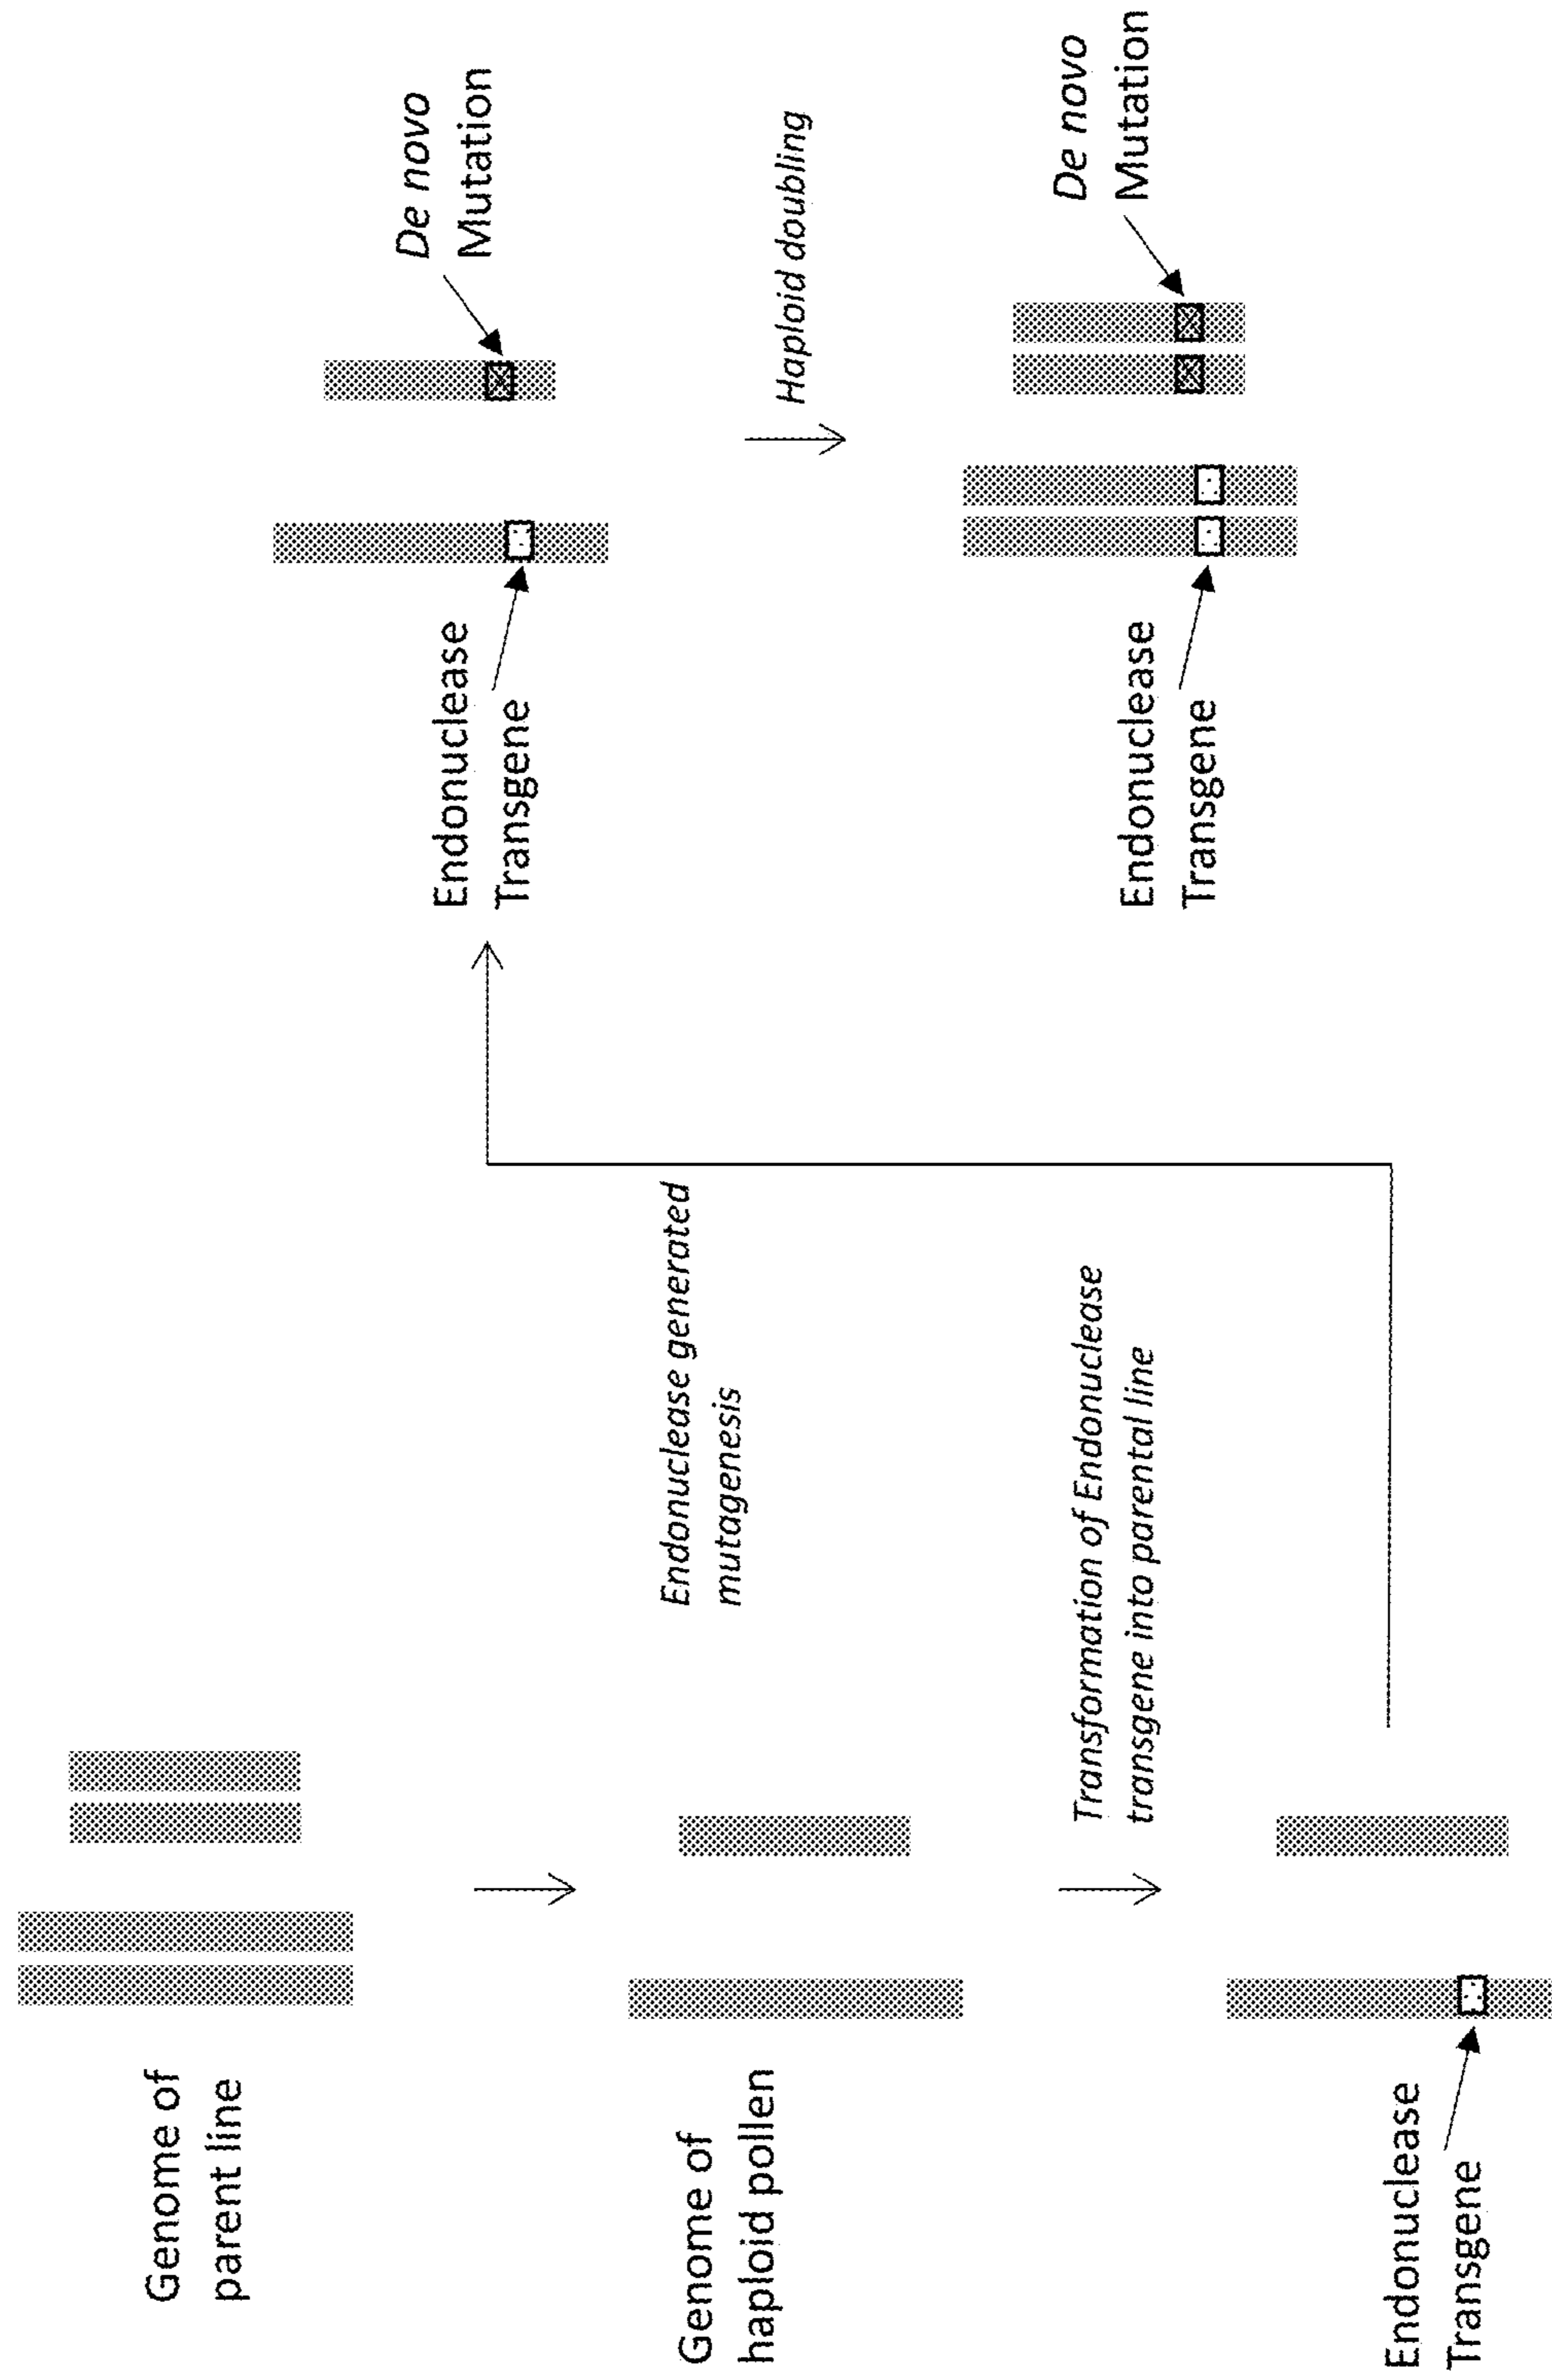 Genome of
parent line
Genome of
haploid pollen
Transformation of Endonuclease
transgene into parental line
Endonuclease
Transgene
Endonuclease generated
mutagenesis
Endonuclease
Transgene
De novo
Mutation
Haploid doubling
Endonuclease
Transgene
De novo
Mutation